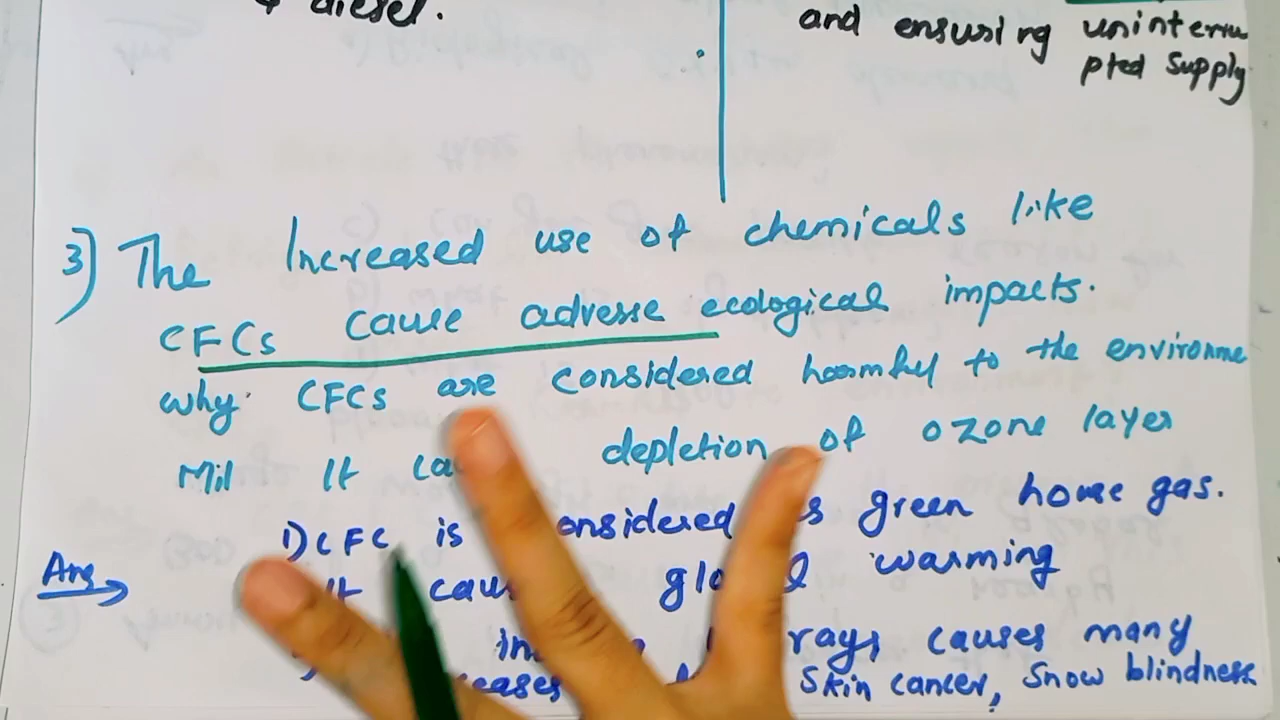 & diesel.
and ensuring uninterru
pted supply
3) The Increased use of chemicals like
CFCs cause adverse ecological impacts.
why CFCs are considered harmful to the environme
Mil It depletion of ozone layer
1) CFC is green house gas.
Ans It warming
rays causes many
Skin cancer, Snow blindness